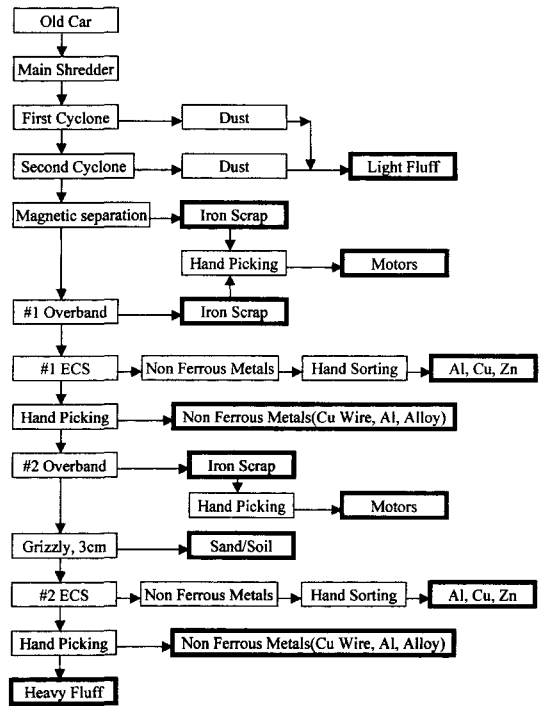 Old Car
Main Shredder
First Cyclone
Dust
Second Cyclone
Dust
Light Fluff
Magnetic separation
Iron Scrap
Hand Picking
Motors
#1 Overband
Iron Scrap
#1 ECS
Non Ferrous Metals
Hand Sorting
Al, Cu, Zn
Hand Picking
Non Ferrous Metals(Cu Wire, Al, Alloy)
#2 Overband
Iron Scrap
Hand Picking
Motors
Grizzly, 3cm
Sand/Soil
#2 ECS
Non Ferrous Metals
Hand Sorting
Al, Cu, Zn
Hand Picking
Non Ferrous Metals(Cu Wire, Al, Alloy)
Heavy Fluff